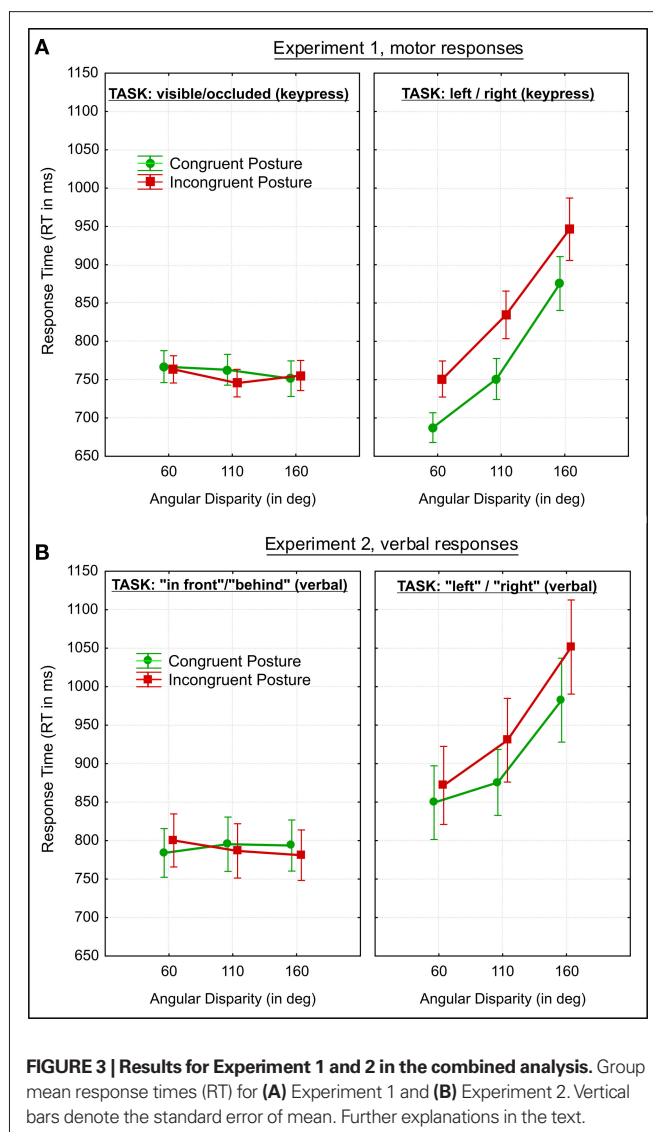 A
Experiment 1, motor responses
TASK: visible/occluded (keypress)
TASK: left / right (keypress)
Congruent Posture
Incongruent Posture
Response Time (RT in ms)
1150
1100
1050
1000
950
900
850
800
750
700
650
60 110 160
60 110 160
Angular Disparity (in deg)
Angular Disparity (in deg)
B
Experiment 2, verbal responses
TASK: "in front"/"behind" (verbal)
TASK: "left" / "right" (verbal)
Congruent Posture
Incongruent Posture
Response Time (RT in ms)
1150
1100
1050
1000
950
900
850
800
750
700
650
60 110 160
60 110 160
Angular Disparity (in deg)
Angular Disparity (in deg)
FIGURE 3 | Results for Experiment 1 and 2 in the combined analysis. Group
mean response times (RT) for (A) Experiment 1 and (B) Experiment 2. Vertical
bars denote the standard error of mean. Further explanations in the text.